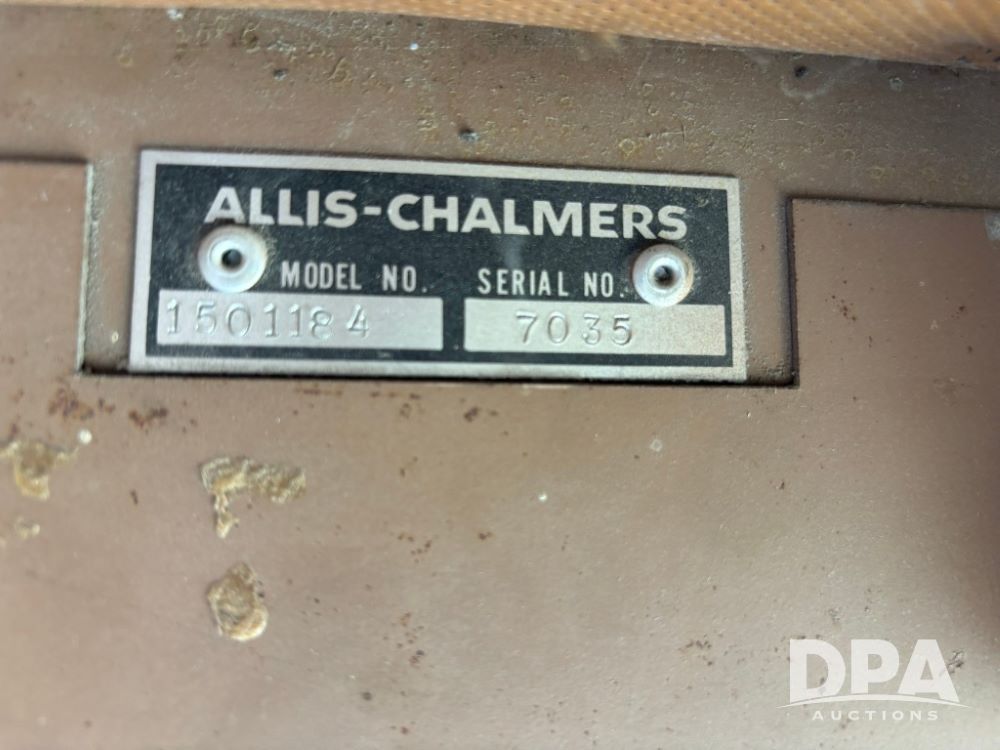 ALLIS-CHALMERS
MODEL NO. SERIAL NO.
1501184 7035
DPA
AUCTIONS